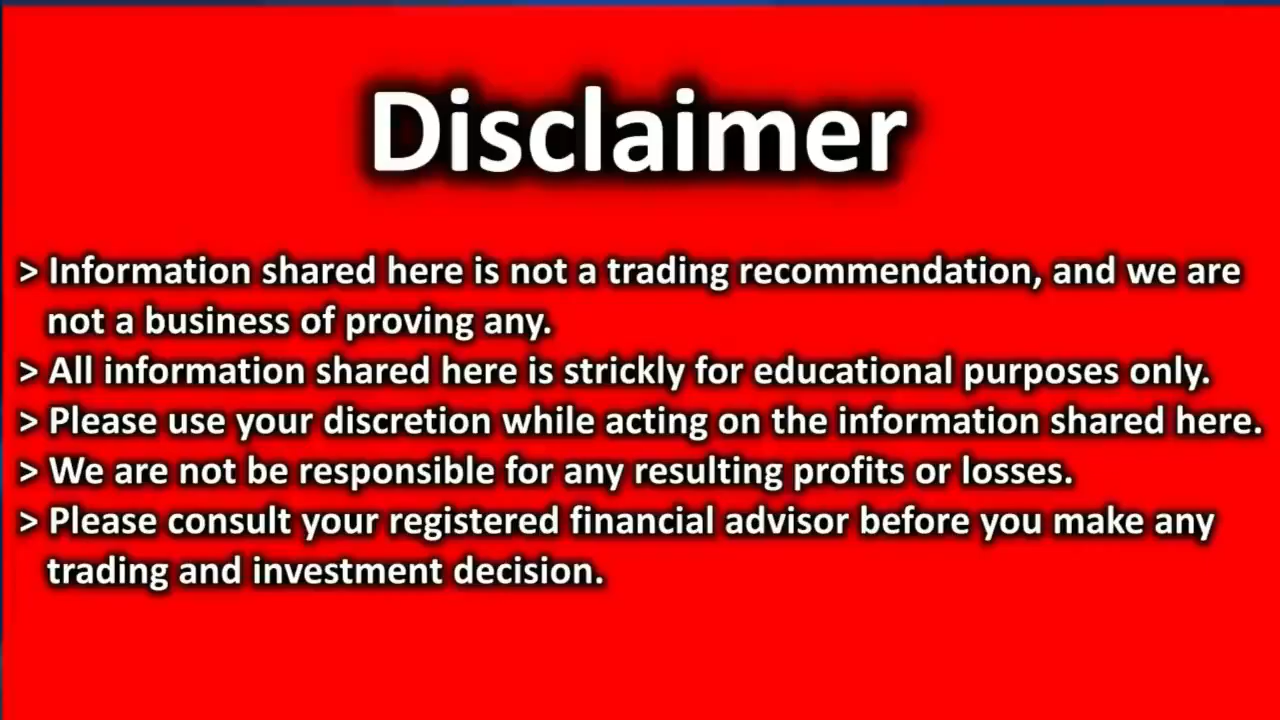 Disclaimer
> Information shared here is not a trading recommendation, and we are
not a business of proving any.
> All information shared here is strickly for educational purposes only.
> Please use your discretion while acting on the information shared here.
> We are not be responsible for any resulting profits or losses.
> Please consult your registered financial advisor before you make any
trading and investment decision.